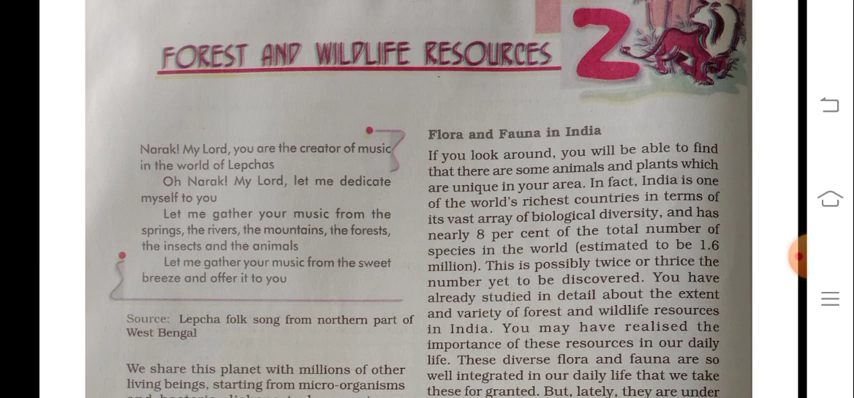 FOREST AND WILDLIFE RESOURCES
2
Narak! My Lord, you are the creator of music
in the world of Lepchas
Oh Narak! My Lord, let me dedicate
myself to you
Let me gather your music from the
springs, the rivers, the mountains, the forests,
the insects and the animals
Let me gather your music from the sweet
breeze and offer it to you
Source: Lepcha folk song from northern part of
West Bengal
We share this planet with millions of other
living beings, starting from micro-organisms
Flora and Fauna in India
If you look around, you will be able to find
that there are some animals and plants which
are unique in your area. In fact, India is one
of the world's richest countries in terms of
its vast array of biological diversity, and has
nearly 8 per cent of the total number of
species in the world (estimated to be 1.6
million). This is possibly twice or thrice the
number yet to be discovered. You have
already studied in detail about the extent
and variety of forest and wildlife resources
in India. You may have realised the
importance of these resources in our daily
life. These diverse flora and fauna are so
well integrated in our daily life that we take
these for granted. But, lately, they are under